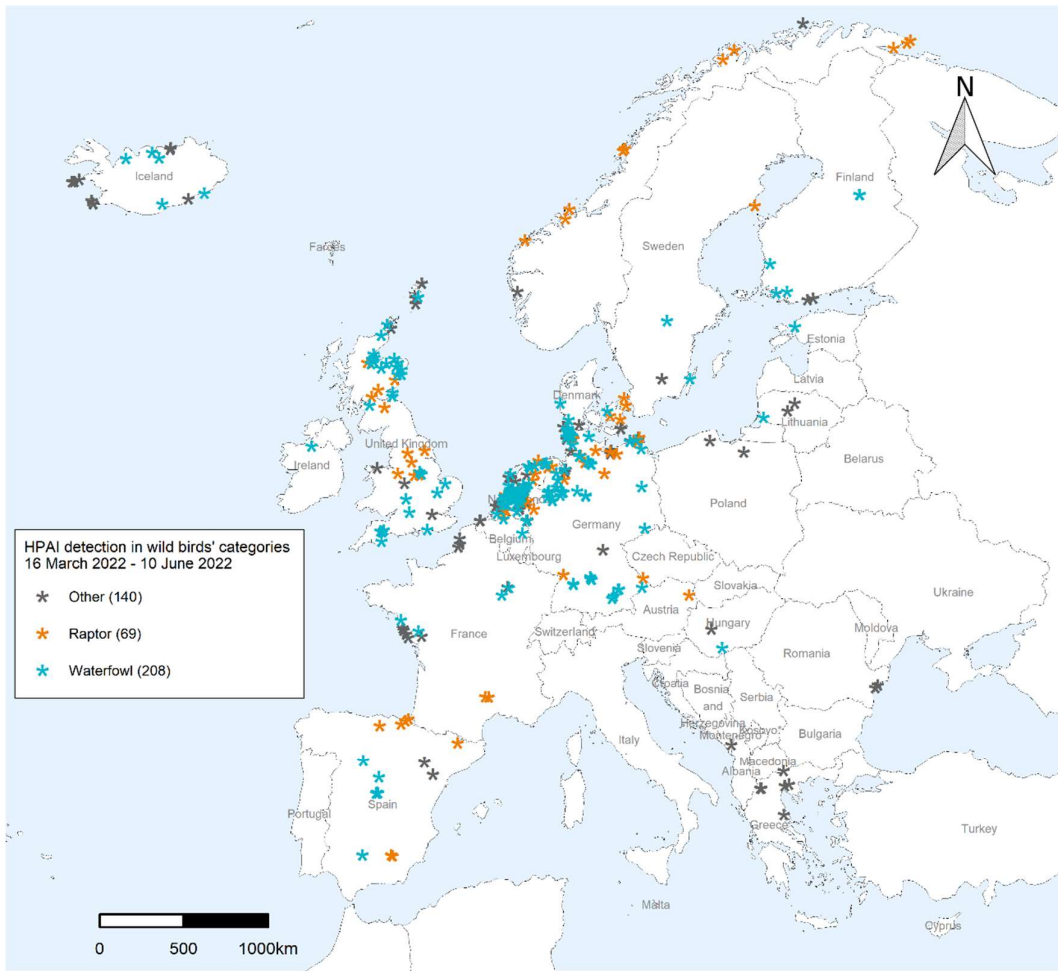 N
Iceland
Finland
Faroes
Sweden
Estonia
Latvia
Denmark
Lithuania
United Kingdom
Ireland
Belarus
Poland
Germany
Belgium
Luxembourg
Czech Republic
Ukraine
Slovakia
Austria
Moldova
Hungary
France
Switzerland
Slovenia
Romania
Croatia
Bosnia
and
Herzegovina
Serbia
Montenegro
Kosovo*
Bulgaria
Italy
Macedonia
Albania
Portugal
Spain
Greece
Turkey
Malta
Cyprus
HPAI detection in wild birds' categories
16 March 2022 - 10 June 2022
Other (140)
Raptor (69)
Waterfowl (208)
0 500 1000km